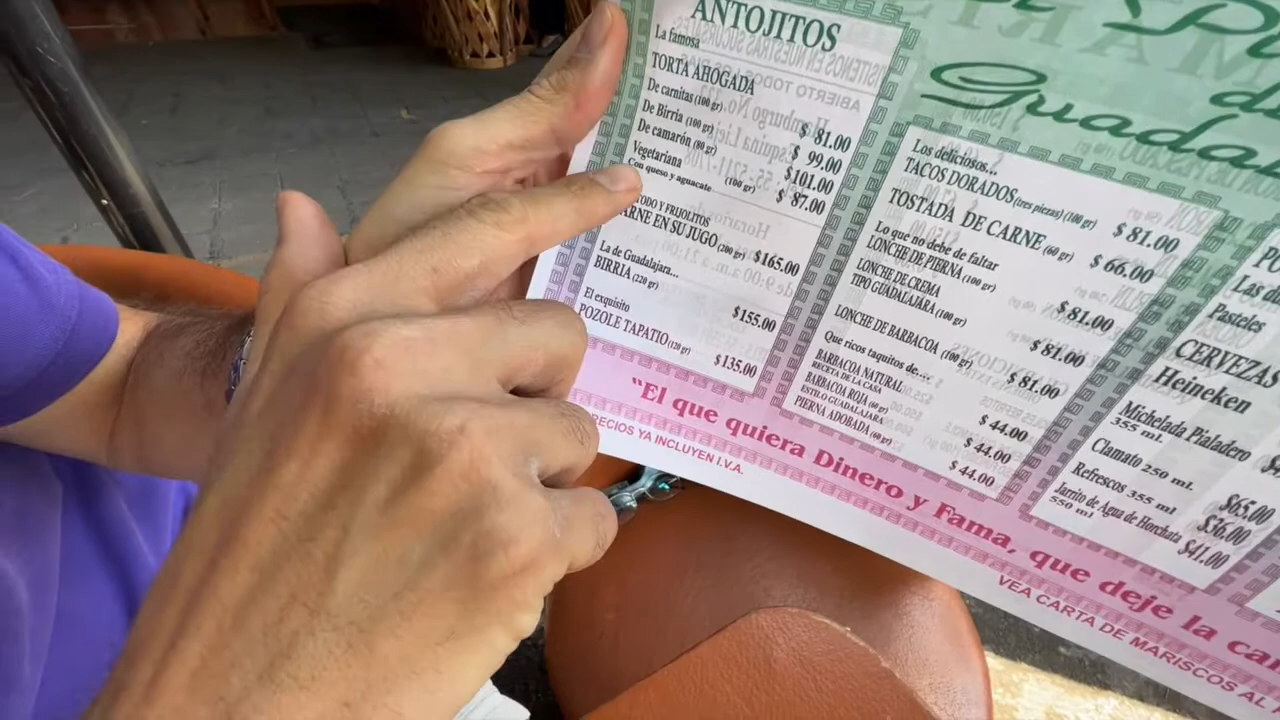 ANTOJITOS
La famosa
TORTA AHOGADA
De carnitas (100 gr) $ 81.00
De Birria (100 gr) $ 99.00
De camarón (80 gr) $101.00
Vegetariana (100 gr) $ 87.00
Con queso y aguacate
TODO Y FRIJOLITOS
ARNE EN SU JUGO (200 gr) $165.00
La de Guadalajara...
BIRRIA (220 gr) $155.00
El exquisito
POZOLE TAPATIO (120 gr) $135.00
Los deliciosos...
TACOS DORADOS (tres piezas) (100 gr) $ 81.00
TOSTADA DE CARNE (60 gr) $ 66.00
Lo que no debe de faltar
LONCHE DE PIERNA (100 gr) $ 81.00
LONCHE DE CREMA
TIPO GUADALAJARA (100 gr) $ 81.00
LONCHE DE BARBACOA (100 gr) $ 81.00
Que ricos taquitos de...
BARBACOA NATURAL $ 44.00
RECETA DE LA CASA
BARBACOA ROJA (60 gr) $ 44.00
ESTILO GUADALAJARA
PIERNA ADOBADA (60 gr) $ 44.00
Guadal
Pasteles
CERVEZAS
Heineken
Michelada Pialadero
355 ml.
Clamato 250 ml. $65.00
Refrescos 355 ml $36.00
Jarrito de Agua de Horchata $41.00
550 ml
"El que quiera Dinero y Fama, que deje la ca
RECIOS YA INCLUYEN I.V.A.
VEA CARTA DE MARISCOS AL